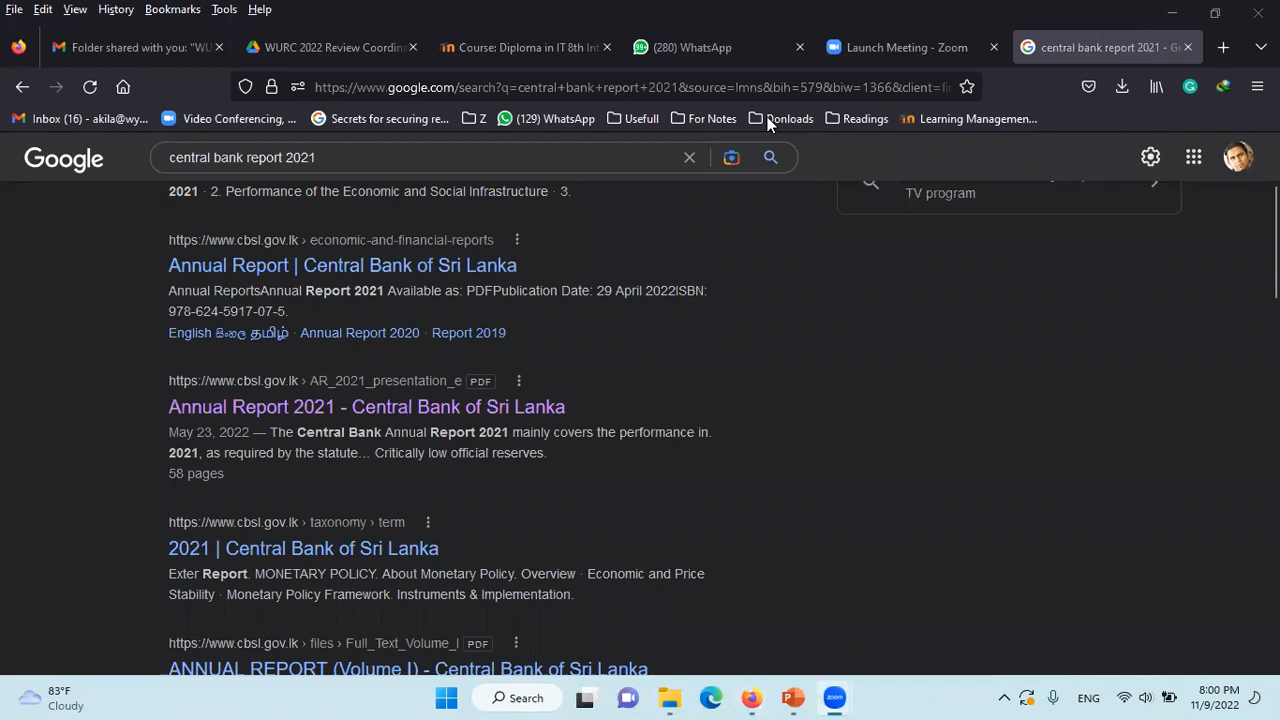 File Edit View History Bookmarks Tools Help
Folder shared with you: "WU WURC 2022 Review Coordina Course: Diploma in IT 8th Int (280) WhatsApp Launch Meeting - Zoom central bank report 2021 - G
https://www.google.com/search?q=central+bank+report+2021&source=lmns&bih=579&biw=1366&client=fi
Inbox (16) - akila@wy... Video Conferencing, ... Secrets for securing re... Z (129) WhatsApp Usefull For Notes Donloads Readings Learning Managemen...
Google central bank report 2021
2021 · 2. Performance of the Economic and Social Infrastructure · 3.
TV program
https://www.cbsl.gov.lk › economic-and-financial-reports
Annual Report | Central Bank of Sri Lanka
Annual ReportsAnnual Report 2021 Available as: PDFPublication Date: 29 April 2022ISBN:
978-624-5917-07-5.
English සිංහල தமிழ் · Annual Report 2020 · Report 2019
https://www.cbsl.gov.lk › AR_2021_presentation_e PDF
Annual Report 2021 - Central Bank of Sri Lanka
May 23, 2022 — The Central Bank Annual Report 2021 mainly covers the performance in.
2021, as required by the statute... Critically low official reserves.
58 pages
https://www.cbsl.gov.lk › taxonomy › term
2021 | Central Bank of Sri Lanka
Exter Report. MONETARY POLICY. About Monetary Policy. Overview · Economic and Price
Stability · Monetary Policy Framework. Instruments & Implementation.
https://www.cbsl.gov.lk › files › Full_Text_Volume_I PDF
ANNUAL REPORT (Volume I) - Central Bank of Sri Lanka
83°F
Cloudy
Search
ENG
8:00 PM
11/9/2022